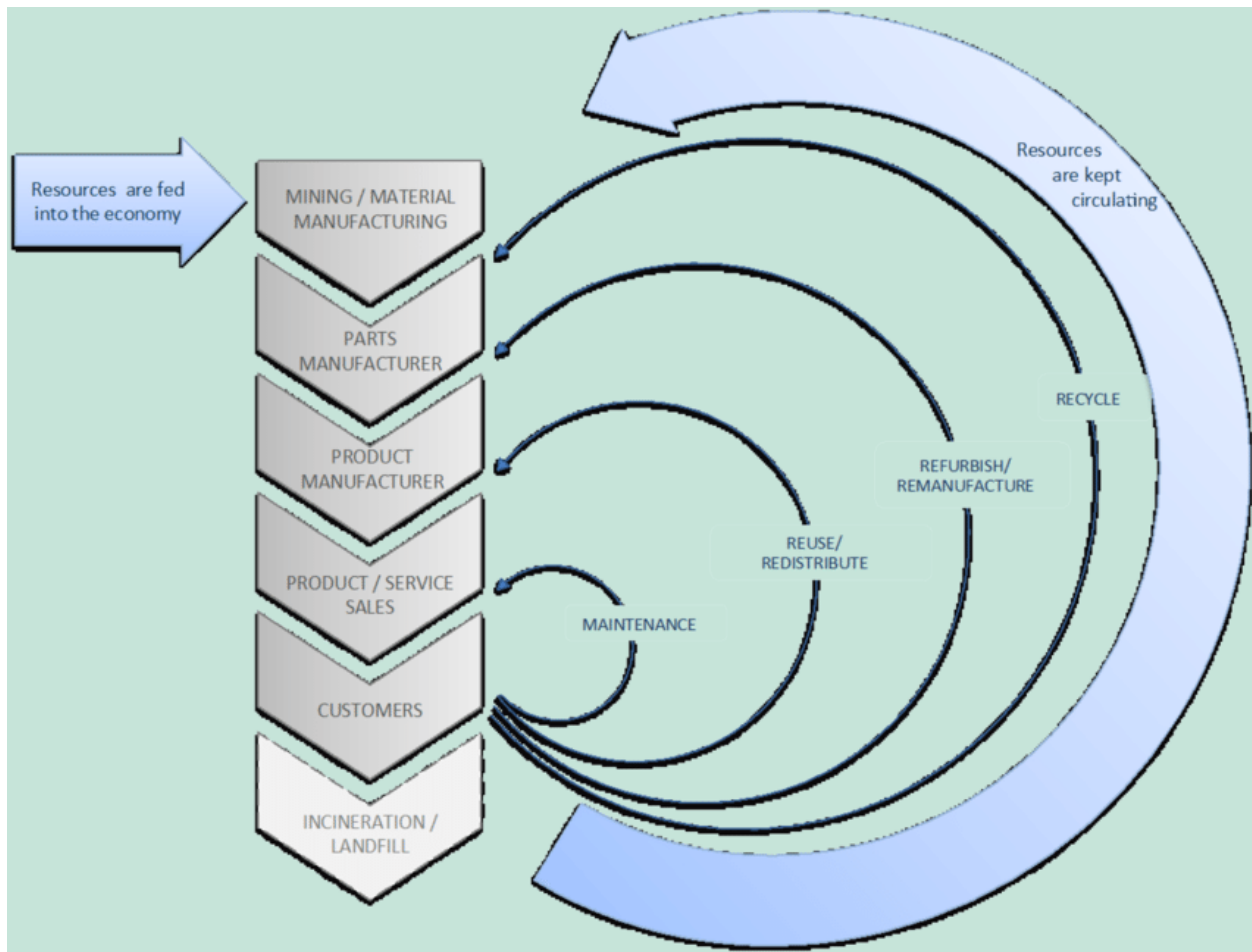 Resources are fed
into the economy
MINING / MATERIAL
MANUFACTURING
PARTS
MANUFACTURER
PRODUCT
MANUFACTURER
PRODUCT / SERVICE
SALES
CUSTOMERS
INCINERATION /
LANDFILL
MAINTENANCE
REUSE/
REDISTRIBUTE
REFURBISH/
REMANUFACTURE
RECYCLE
Resources
are kept
circulating